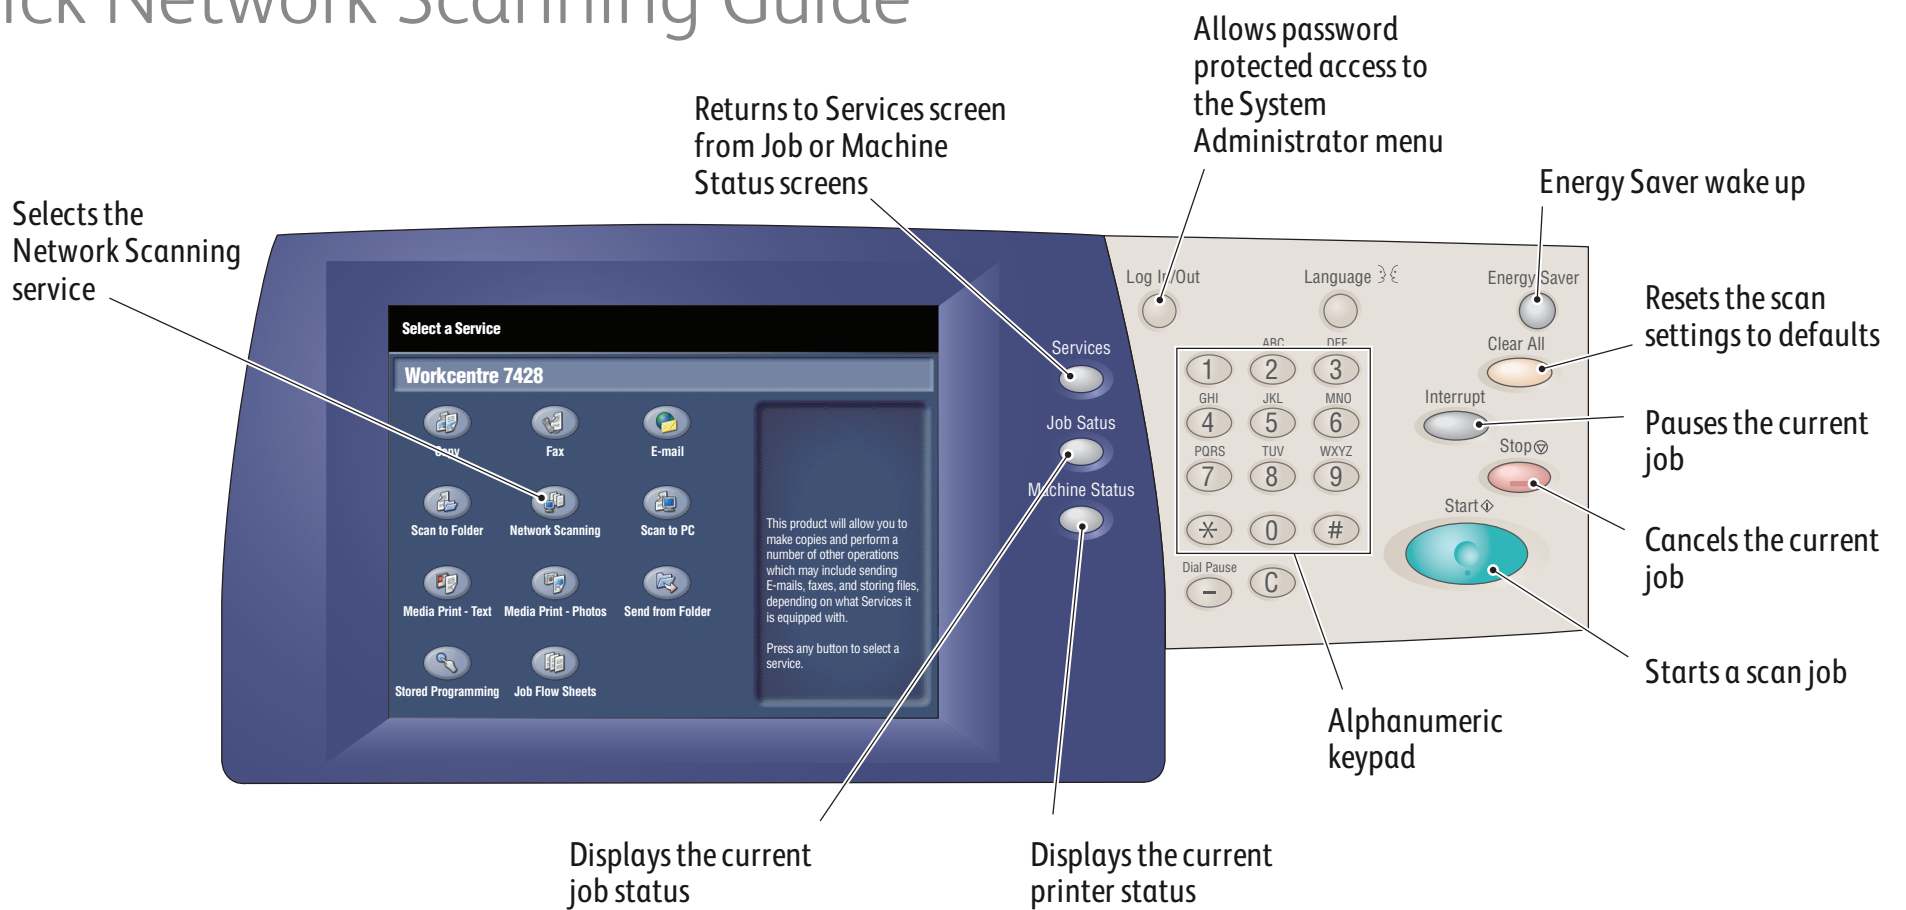 ick Network Scanning Guide
Allows password
protected access to
the System
Administrator menu
Returns to Services screen
from Job or Machine
Status screens
Energy Saver wake up
Selects the
Network Scanning
service
Log In/Out
Language
Energy Saver
Resets the scan
settings to defaults
Select a Service
Workcentre 7428
Services
Job Satus
Machine Status
Copy
Fax
E-mail
Scan to Folder
Network Scanning
Scan to PC
Media Print - Text
Media Print - Photos
Send from Folder
Stored Programming
Job Flow Sheets
This product will allow you to
make copies and perform a
number of other operations
which may include sending
E-mails, faxes, and storing files,
depending on what Services it
is equipped with.
Press any button to select a
service.
ABC
DEF
1
2
3
GHI
JKL
MNO
4
5
6
PQRS
TUV
WXYZ
7
8
9
*
0
#
Dial Pause
-
C
Clear All
Interrupt
Stop
Start
Pauses the current
job
Cancels the current
job
Starts a scan job
Alphanumeric
keypad
Displays the current
job status
Displays the current
printer status